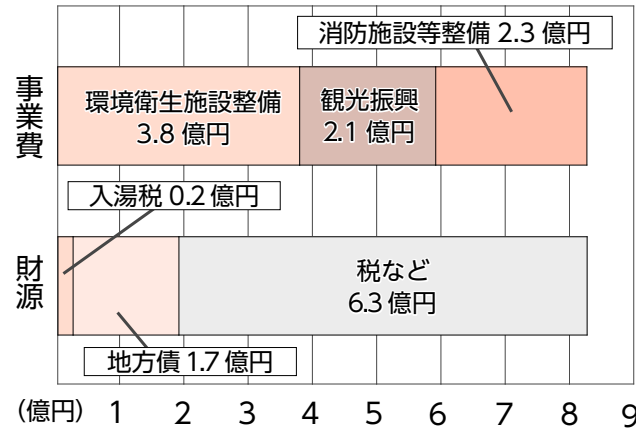 消防施設等整備 2.3 億円
事業費
環境衛生施設整備
3.8 億円
観光振興
2.1 億円
入湯税 0.2 億円
財源
税など
6.3 億円
地方債 1.7 億円
(億円) 1 2 3 4 5 6 7 8 9